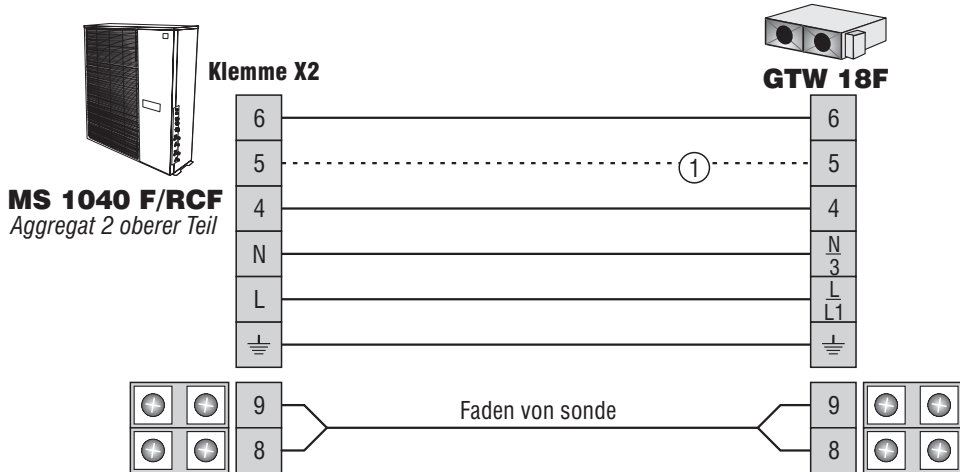 Klemme X2
GTW 18F
6 6
5 1 5
4 4
N N
3
L L
L1
MS 1040 F/RCF
Aggregat 2 oberer Teil
9 Faden von sonde 9
8 8